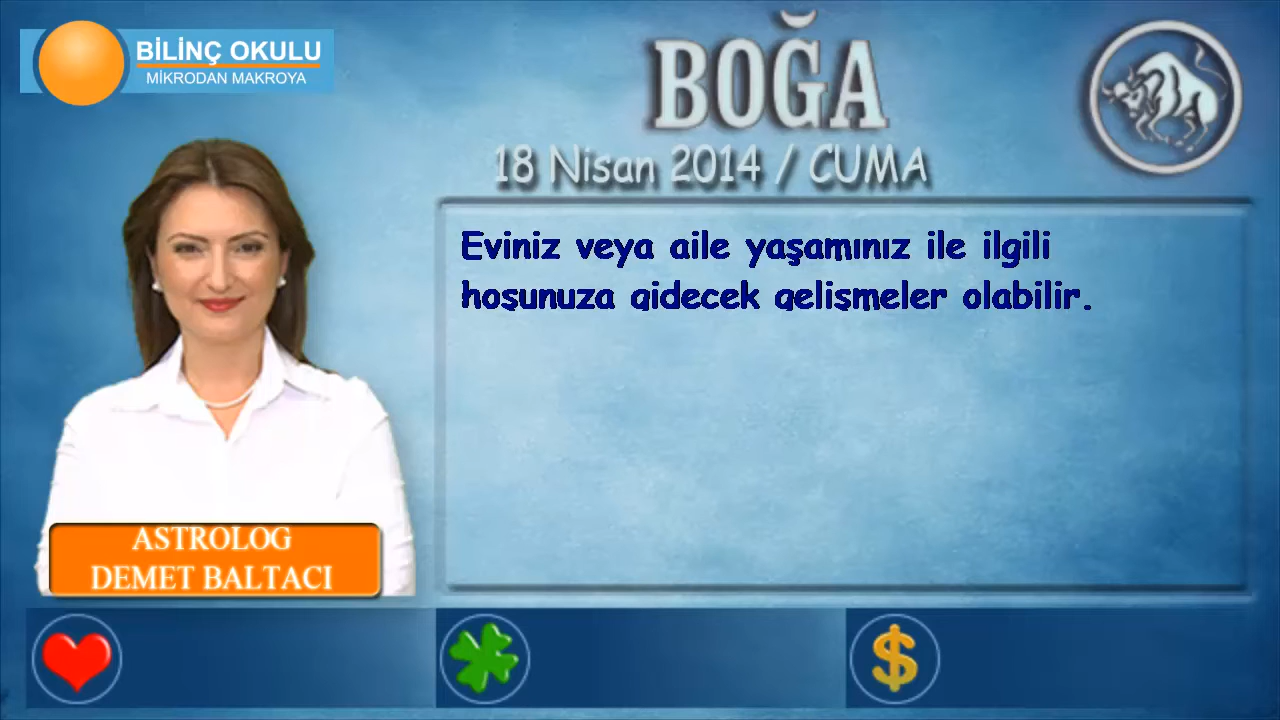 BİLİNÇ OKULU
MİKRODAN MAKROYA
BOĞA
18 Nisan 2014 / CUMA
Eviniz veya aile yaşamınız ile ilgili
hoşunuza gidecek gelişmeler olabilir.
ASTROLOG
DEMET BALTACI